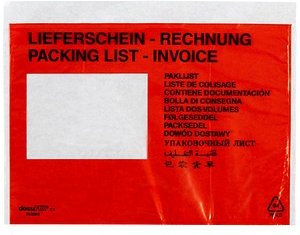 LIEFERSCHEIN - RECHNUNG
PACKING LIST - INVOICE
PAKLIJST
LISTE DE COLISAGE
CONTIENE DOCUMENTACIÓN
BOLLA DI CONSEGNA
LISTA DOS VOLUMES
FØLGESEDDEL
PACKSEDEL
DOWÓD DOSTAWY
УПАКОВОЧНЫЙ ЛИСТ